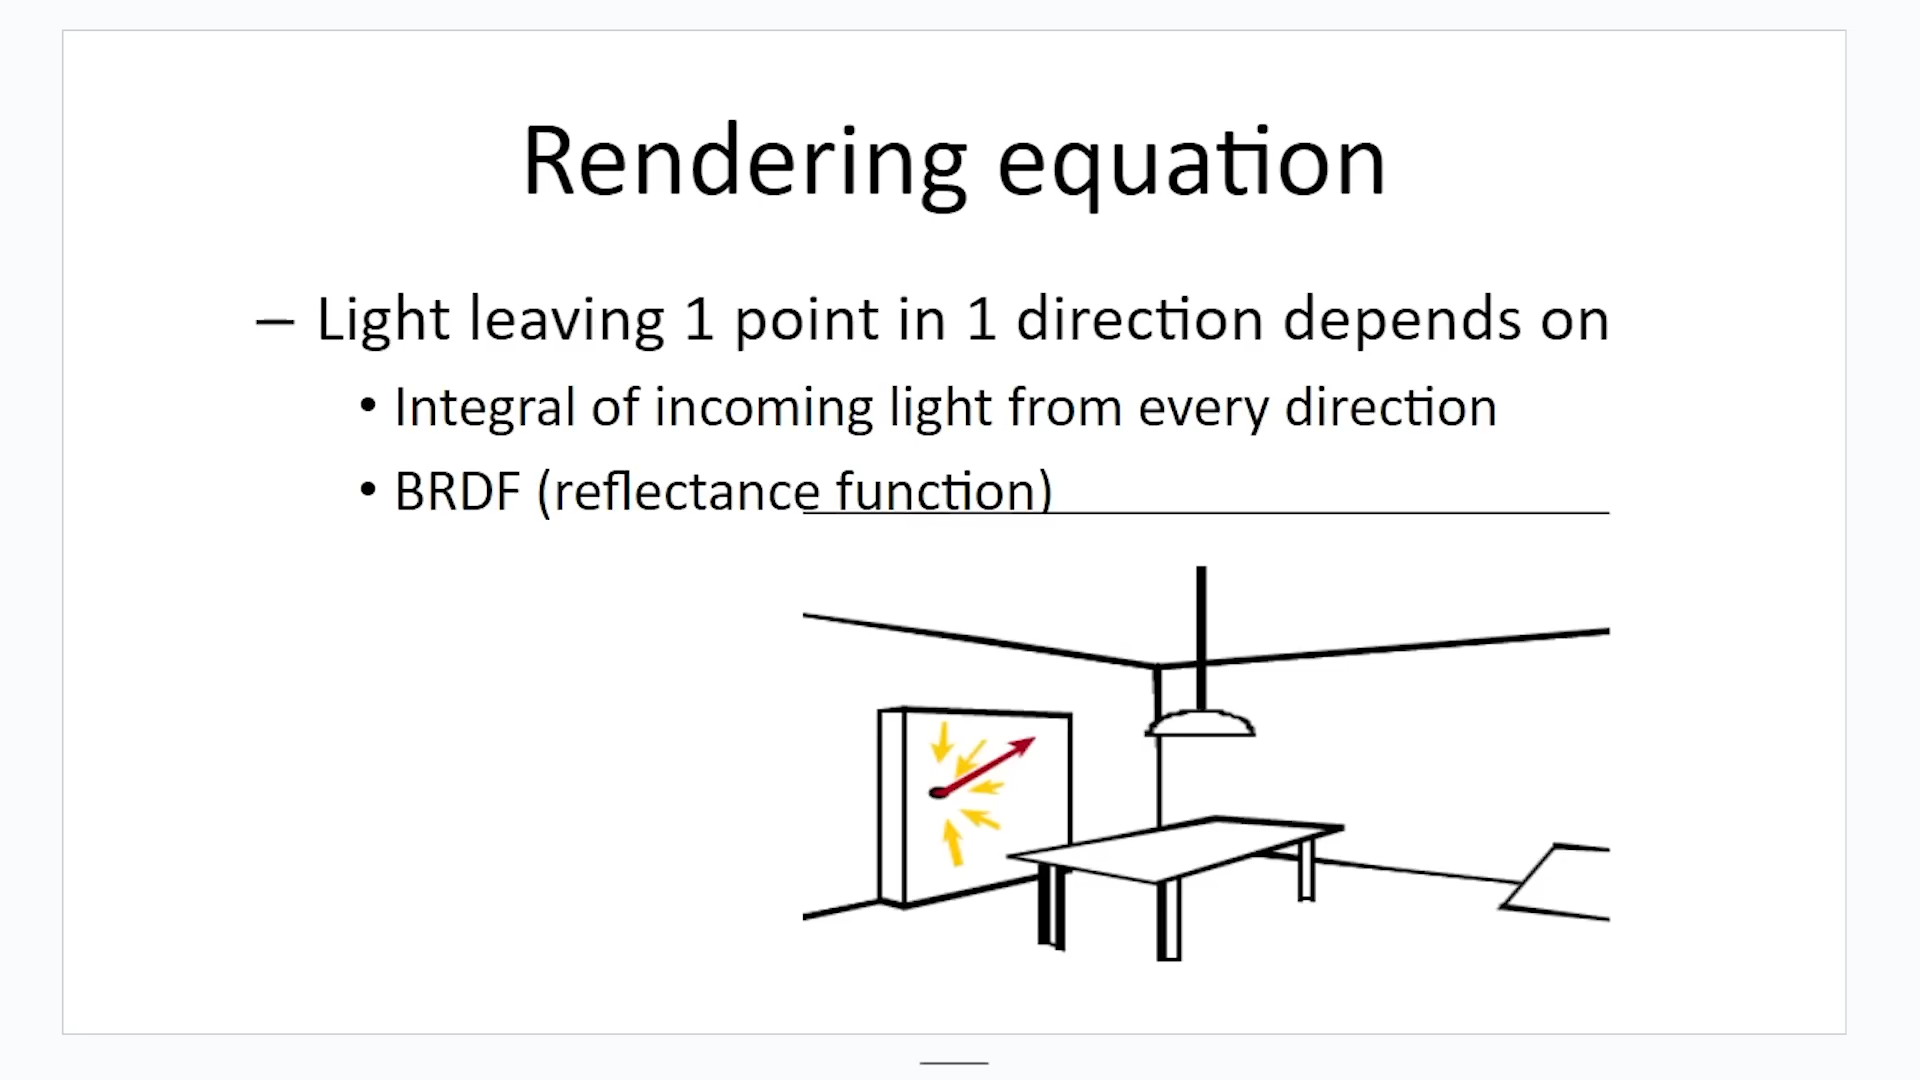 Rendering equation
– Light leaving 1 point in 1 direction depends on
• Integral of incoming light from every direction
• BRDF (reflectance function)